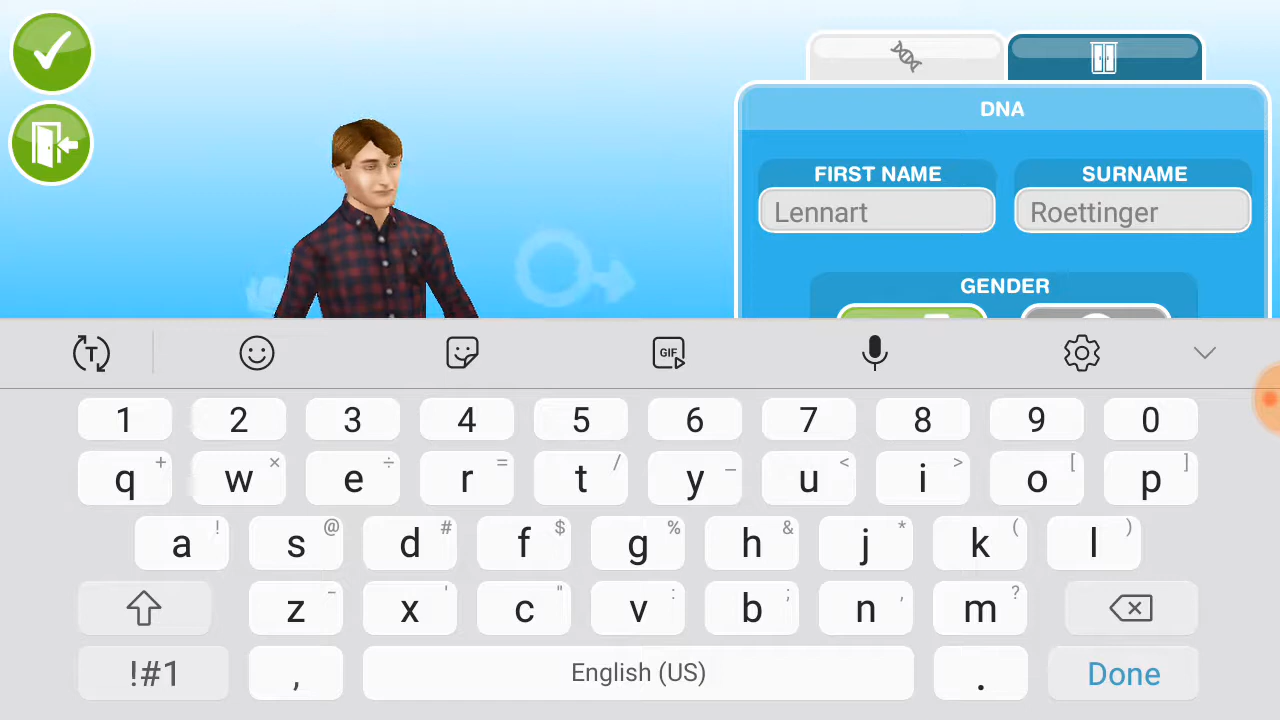 DNA
FIRST NAME SURNAME
Lennart Roettinger
GENDER
T GIF
1 2 3 4 5 6 7 8 9 0
q + w × e ÷ r = t / y _ u < i > o [ p ]
a ! s @ d # f $ g % h & j * k ( l )
z - x ' c " v : b ; n , m ?
!#1 , English (US) . Done